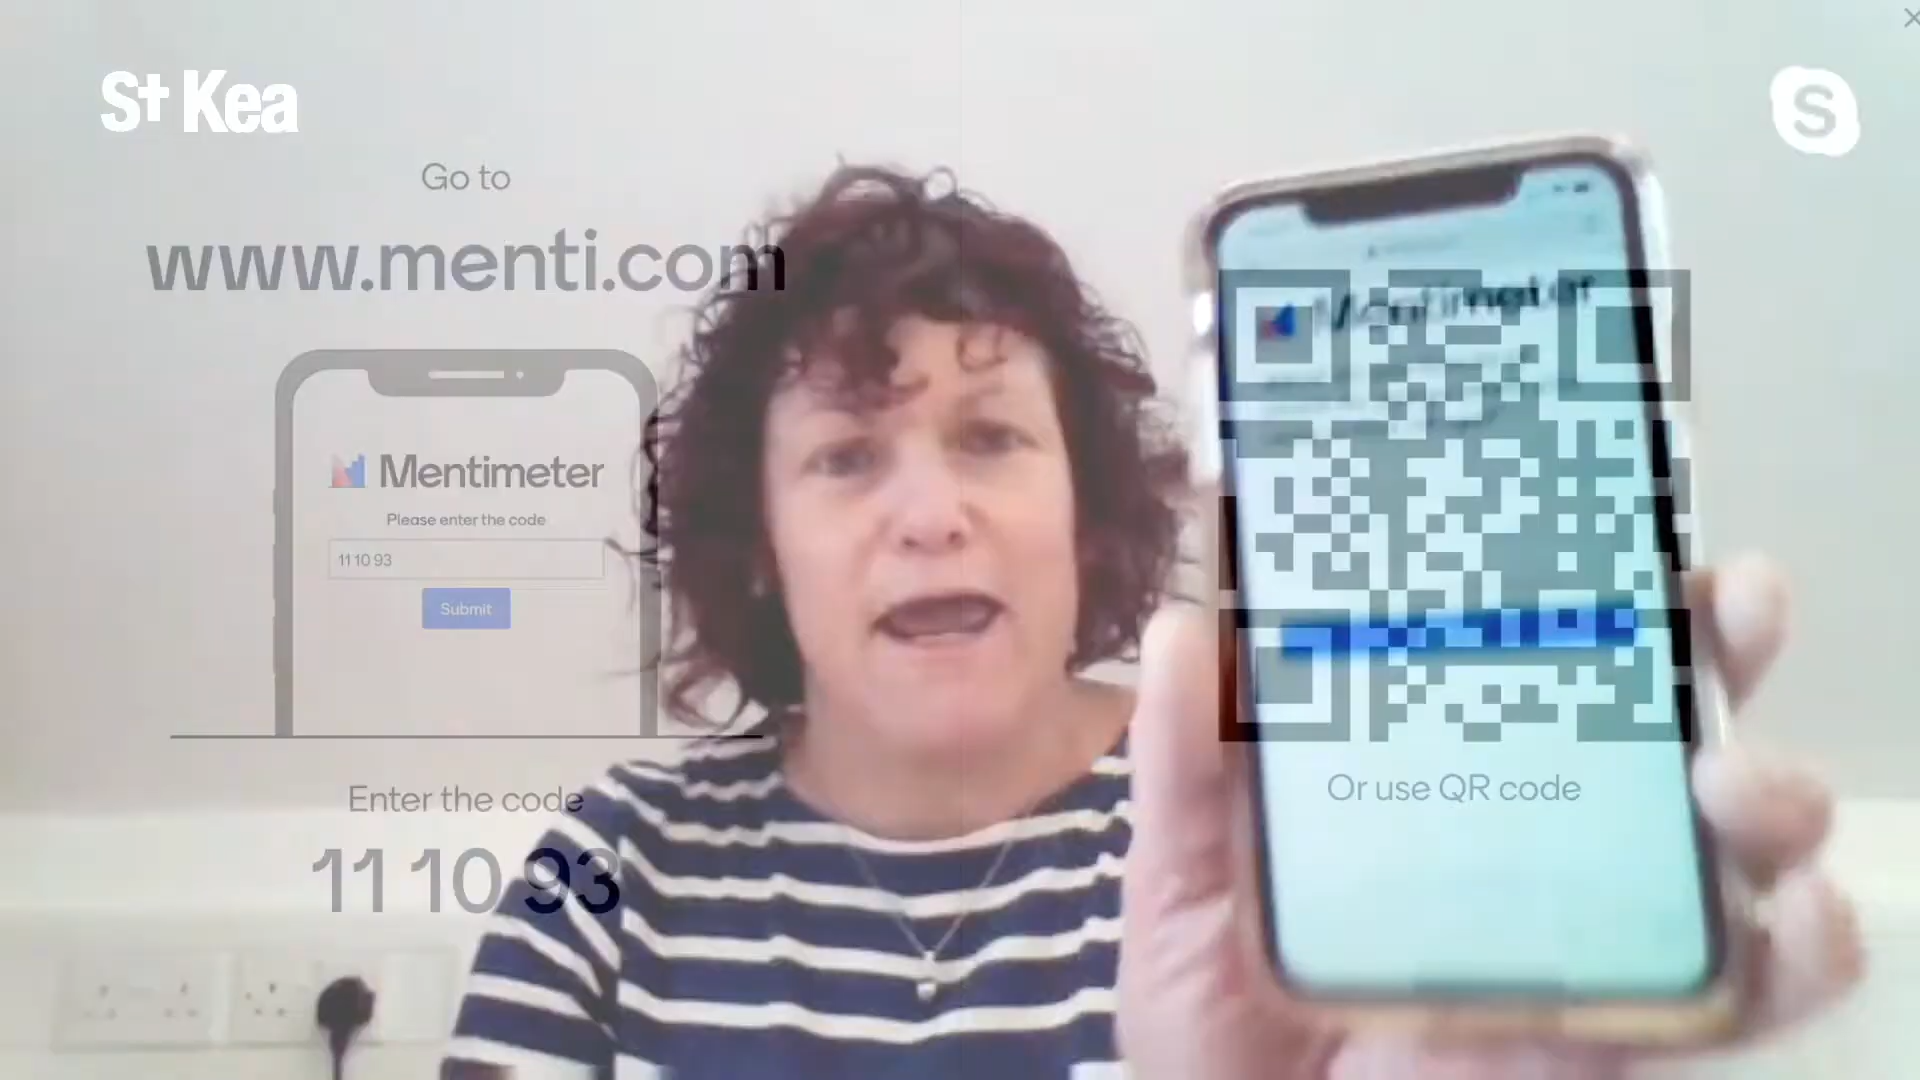 St Kea
S
Go to
www.menti.com
Mentimeter
Please enter the code
11 10 93
Submit
Enter the code
11 10 93
Mentimeter
Or use QR code